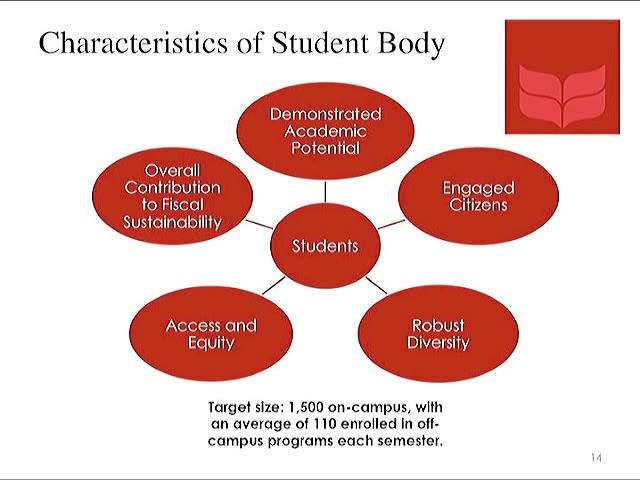 Characteristics of Student Body
Demonstrated
Academic
Potential
Overall
Contribution
to Fiscal
Sustainability
Engaged
Citizens
Students
Access and
Equity
Robust
Diversity
Target size: 1,500 on-campus, with
an average of 110 enrolled in off-
campus programs each semester.
14